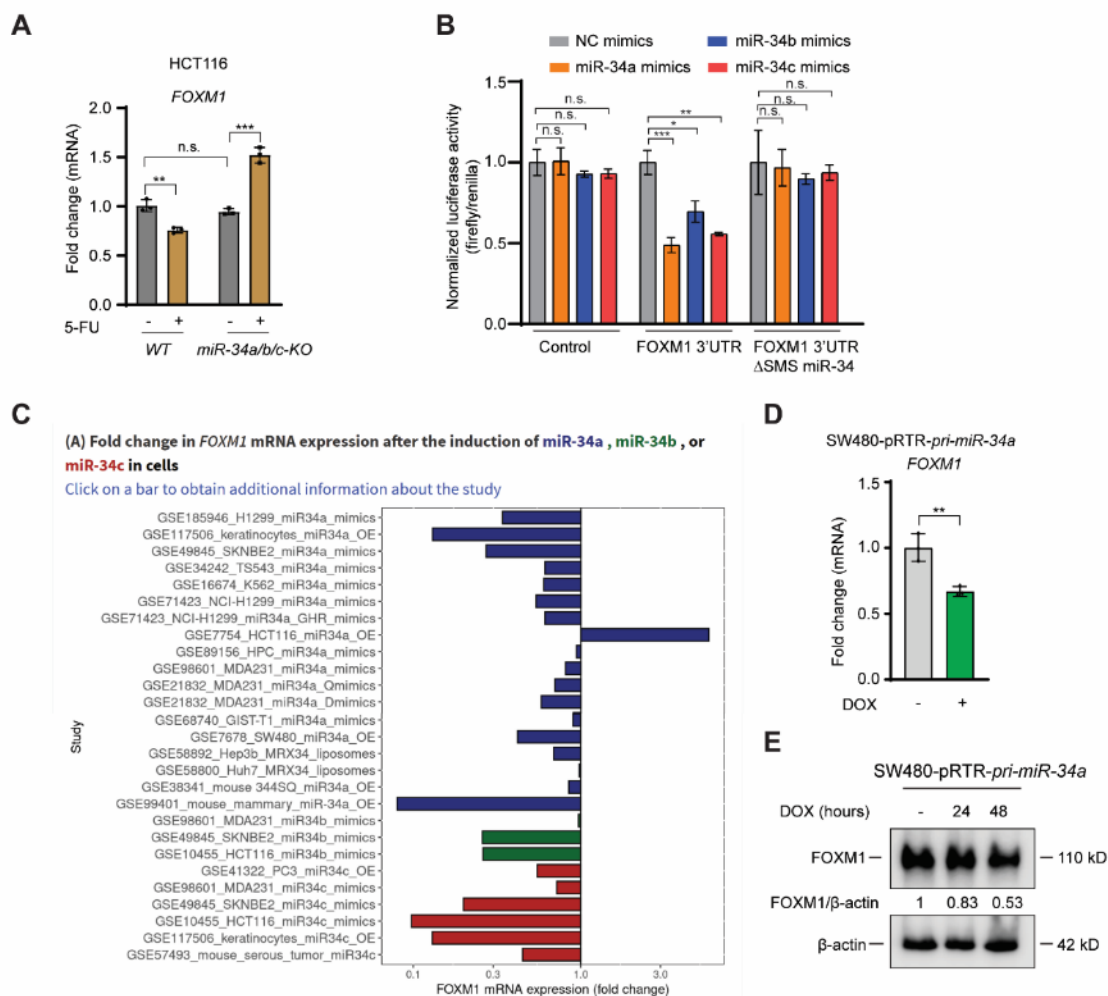 A
HCT116
FOXM1
Fold change (mRNA)
2.0
1.5
1.0
0.5
0.0
n.s.
**
***
5-FU - + - +
WT miR-34a/b/c-KO
B
NC mimics miR-34b mimics
miR-34a mimics miR-34c mimics
Normalized luciferase activity
(firefly/renilla)
1.5
1.0
0.5
0.0
n.s.
n.s.
n.s.
**
*
***
n.s.
n.s.
n.s.
Control FOXM1 3'UTR FOXM1 3'UTR
ΔSMS miR-34
C
(A) Fold change in FOXM1 mRNA expression after the induction of miR-34a , miR-34b , or
miR-34c in cells
Click on a bar to obtain additional information about the study
Study
GSE185946_H1299_miR34a_mimics
GSE117506_keratinocytes_miR34a_OE
GSE49845_SKNBE2_miR34a_mimics
GSE34242_TS543_miR34a_mimics
GSE16674_K562_miR34a_mimics
GSE71423_NCI-H1299_miR34a_mimics
GSE71423_NCI-H1299_miR34a_GHR_mimics
GSE7754_HCT116_miR34a_OE
GSE89156_HPC_miR34a_mimics
GSE98601_MDA231_miR34a_mimics
GSE21832_MDA231_miR34a_Qmimics
GSE21832_MDA231_miR34a_Dmimics
GSE68740_GIST-T1_miR34a_mimics
GSE7678_SW480_miR34a_OE
GSE58892_Hep3b_MRX34_liposomes
GSE58800_Huh7_MRX34_liposomes
GSE38341_mouse 344SQ_miR34a_OE
GSE99401_mouse_mammary_miR-34a_OE
GSE98601_MDA231_miR34b_mimics
GSE49845_SKNBE2_miR34b_mimics
GSE10455_HCT116_miR34b_mimics
GSE41322_PC3_miR34c_OE
GSE98601_MDA231_miR34c_mimics
GSE49845_SKNBE2_miR34c_mimics
GSE10455_HCT116_miR34c_mimics
GSE117506_keratinocytes_miR34c_OE
GSE57493_mouse_serous_tumor_miR34c
0.1 0.3 1.0 3.0
FOXM1 mRNA expression (fold change)
D
SW480-pRTR-pri-miR-34a
FOXM1
Fold change (mRNA)
1.5
1.0
0.5
0.0
**
DOX - +
E
SW480-pRTR-pri-miR-34a
DOX (hours) - 24 48
FOXM1 110 kD
FOXM1/β-actin 1 0.83 0.53
β-actin 42 kD